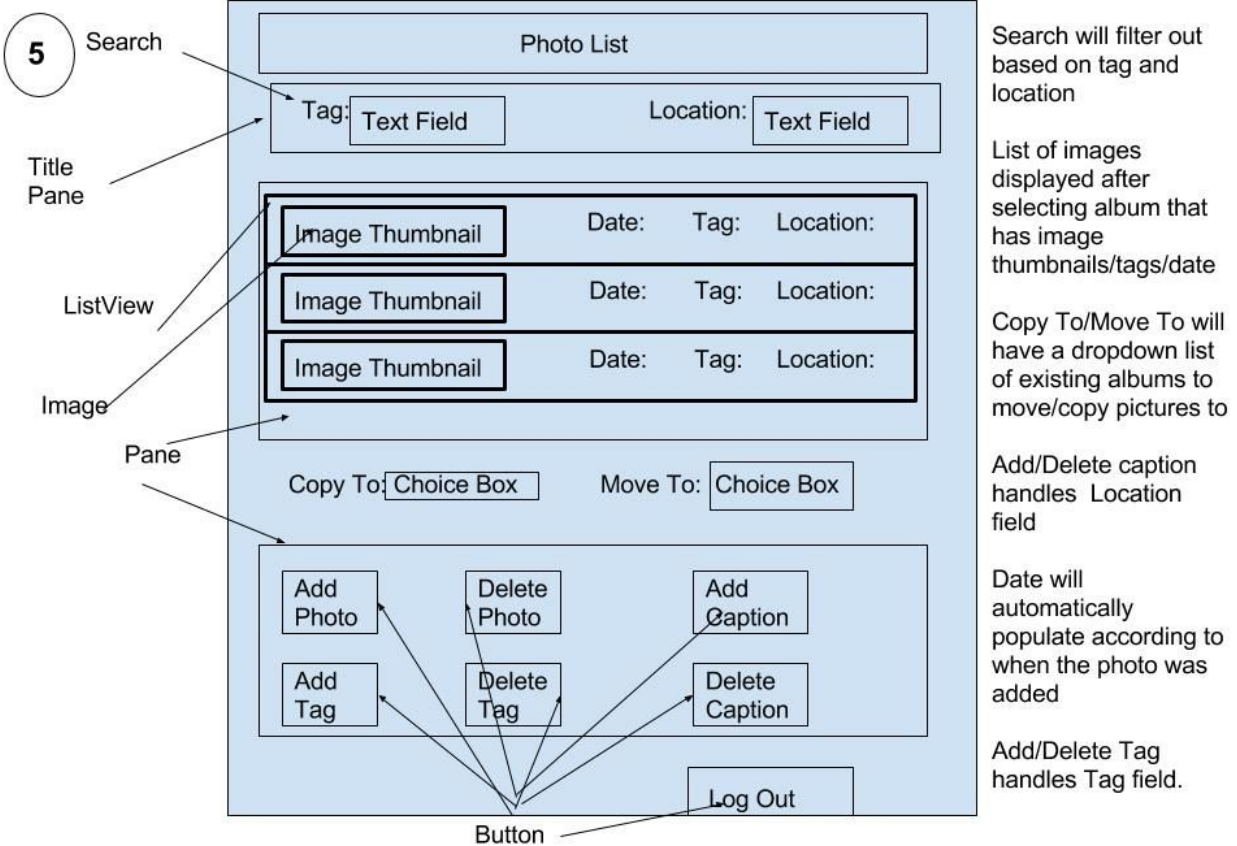 5
Search
Photo List
Tag:
Text Field
Location:
Text Field
Title
Pane
Image Thumbnail
Date:
Tag:
Location:
Image Thumbnail
Date:
Tag:
Location:
Image Thumbnail
Date:
Tag:
Location:
ListView
Image
Pane
Copy To:
Choice Box
Move To:
Choice Box
Add
Photo
Delete
Photo
Add
Caption
Add
Tag
Delete
Tag
Delete
Caption
Log Out
Button
Search will filter out
based on tag and
location
List of images
displayed after
selecting album that
has image
thumbnails/tags/date
Copy To/Move To will
have a dropdown list
of existing albums to
move/copy pictures to
Add/Delete caption
handles Location
field
Date will
automatically
populate according to
when the photo was
added
Add/Delete Tag
handles Tag field.